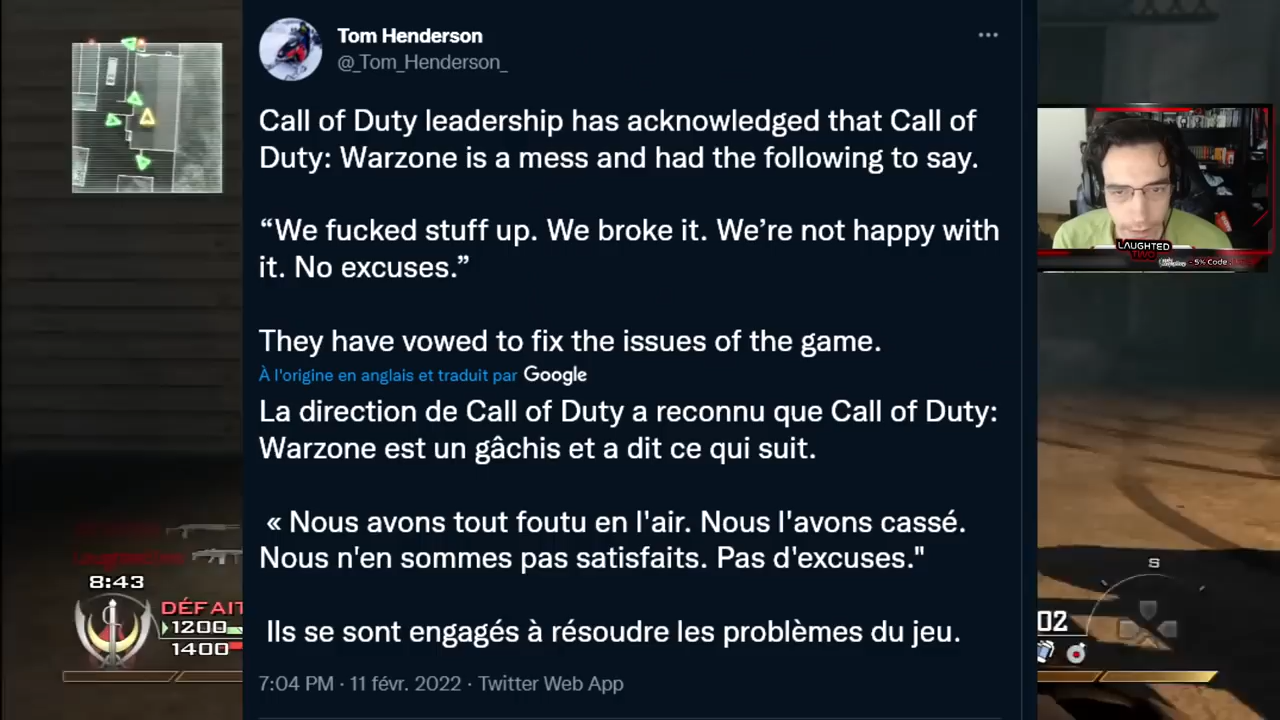 Tom Henderson
@_Tom_Henderson_
Call of Duty leadership has acknowledged that Call of
Duty: Warzone is a mess and had the following to say.
“We fucked stuff up. We broke it. We’re not happy with
it. No excuses.”
They have vowed to fix the issues of the game.
À l'origine en anglais et traduit par Google
La direction de Call of Duty a reconnu que Call of Duty:
Warzone est un gâchis et a dit ce qui suit.
« Nous avons tout foutu en l'air. Nous l'avons cassé.
Nous n'en sommes pas satisfaits. Pas d'excuses."
Ils se sont engagés à résoudre les problèmes du jeu.
7:04 PM · 11 févr. 2022 · Twitter Web App
8:43
DÉFAIT
1200
1400
LAUGHTED
TWO
- 5% Code :
S
02